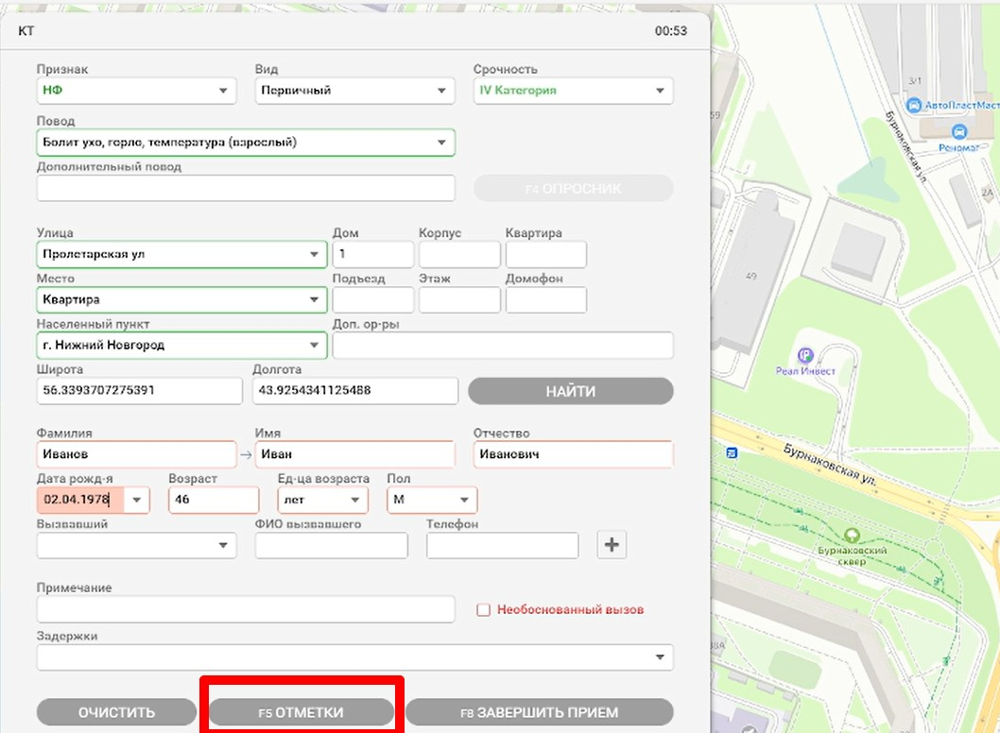 КТ 00:53
Признак Вид Срочность
НФ Первичный IV Категория
Повод
Болит ухо, горло, температура (взрослый)
Дополнительный повод
F4 ОПРОСНИК
Улица Дом Корпус Квартира
Пролетарская ул 1
Место Подъезд Этаж Домофон
Квартира
Населенный пункт Доп. ор-ры
г. Нижний Новгород
Широта Долгота
56.3393707275391 43.9254341125488 НАЙТИ
Фамилия Имя Отчество
Иванов Иван Иванович
Дата рожд-я Возраст Ед-ца возраста Пол
02.04.1978 46 лет М
Вызвавший ФИО вызвавшего Телефон
Примечание
Необоснованный вызов
Задержки
ОЧИСТИТЬ F5 ОТМЕТКИ F8 ЗАВЕРШИТЬ ПРИЕМ
3/1
АвтоПластМаст
59
Реномаг
Бурнаковская ул.
2А
49
Реал Инвест
Бурнаковская ул.
Бурнаковский
сквер